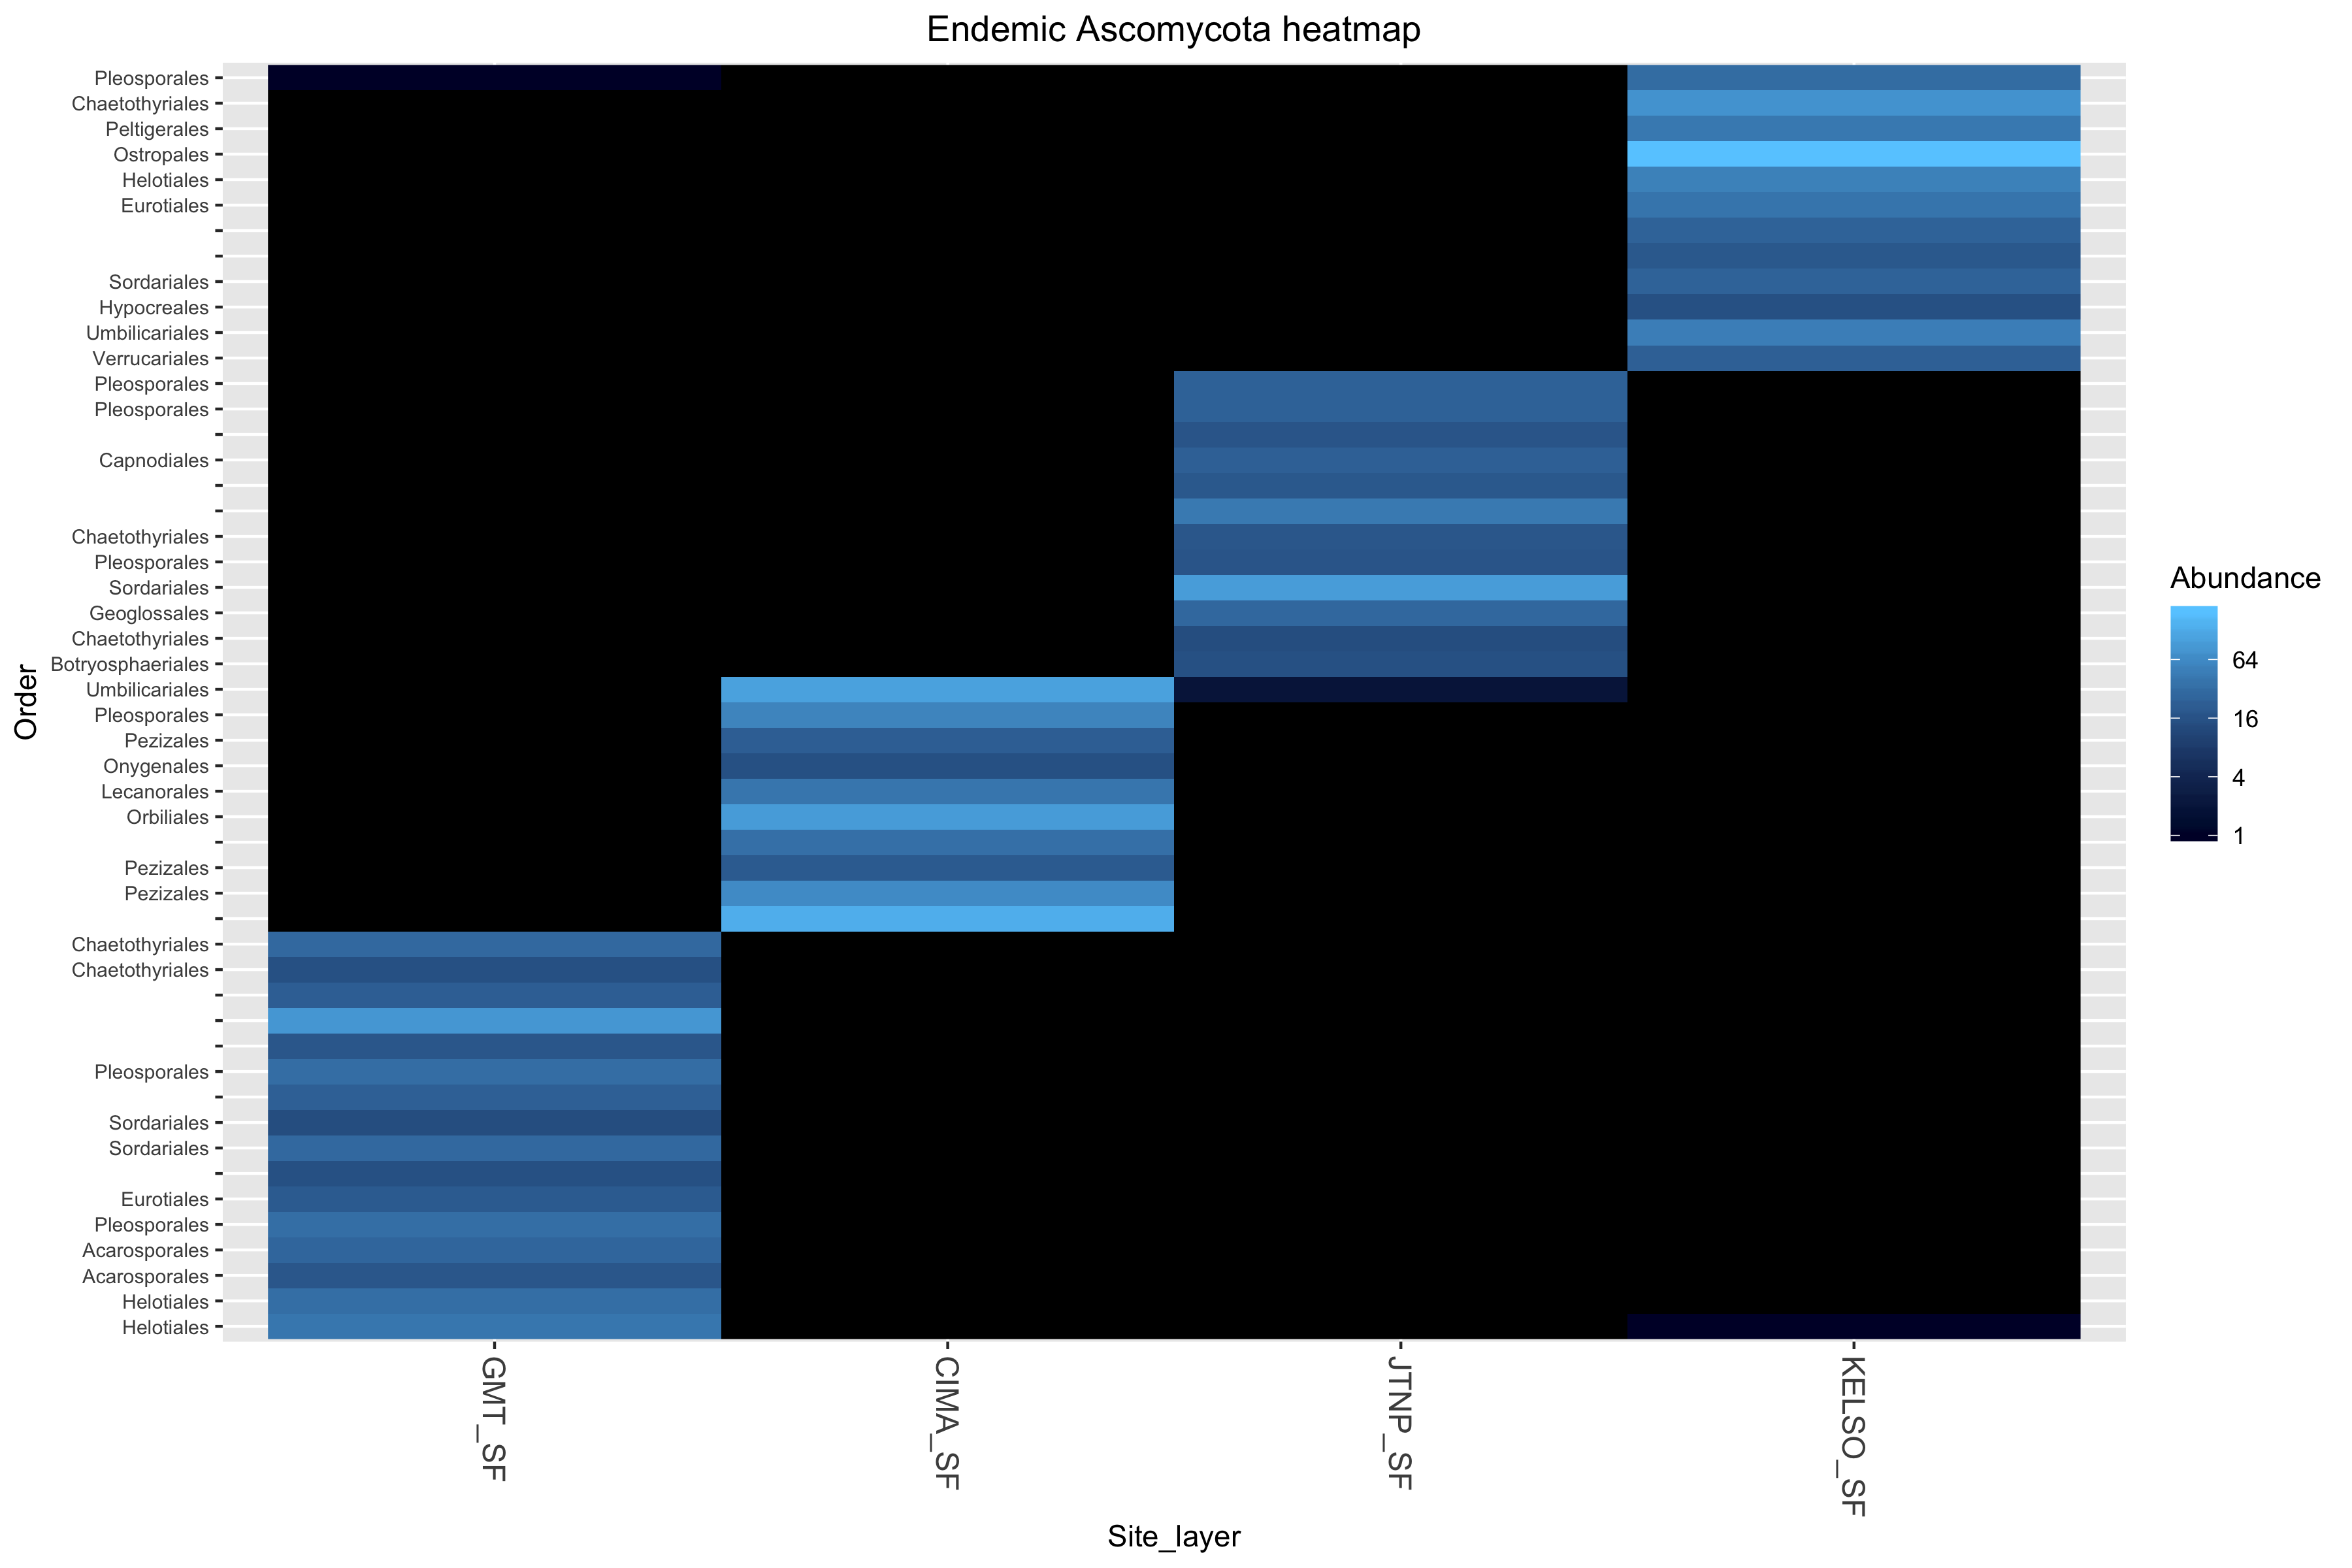 Endemic Ascomycota heatmap
Order
Pleosporales
Chaetothyriales
Peltigerales
Ostropales
Helotiales
Eurotiales
Sordariales
Hypocreales
Umbilicariales
Verrucariales
Pleosporales
Pleosporales
Capnodiales
Chaetothyriales
Pleosporales
Sordariales
Geoglossales
Chaetothyriales
Botryosphaeriales
Umbilicariales
Pleosporales
Pezizales
Onygenales
Lecanorales
Orbiliales
Pezizales
Pezizales
Chaetothyriales
Chaetothyriales
Pleosporales
Sordariales
Sordariales
Eurotiales
Pleosporales
Acarosporales
Acarosporales
Helotiales
Helotiales
GMT_SF
CIMA_SF
JTNP_SF
KELSO_SF
Site_layer
Abundance
64
16
4
1